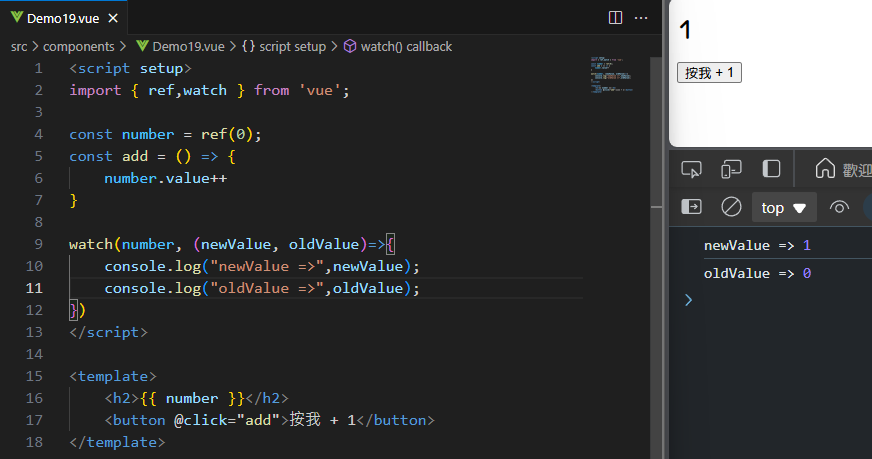 Demo19.vue
src > components > Demo19.vue > {} script setup > watch() callback
1 <script setup>
2 import { ref,watch } from 'vue';
3
4 const number = ref(0);
5 const add = () => {
6     number.value++
7 }
8
9 watch(number, (newValue, oldValue)=>{
10     console.log("newValue =>",newValue);
11     console.log("oldValue =>",oldValue);
12 })
13 </script>
14
15 <template>
16     <h2>{{ number }}</h2>
17     <button @click="add">按我 + 1</button>
18 </template>
1
按我 + 1
歡迎
top
newValue => 1
oldValue => 0